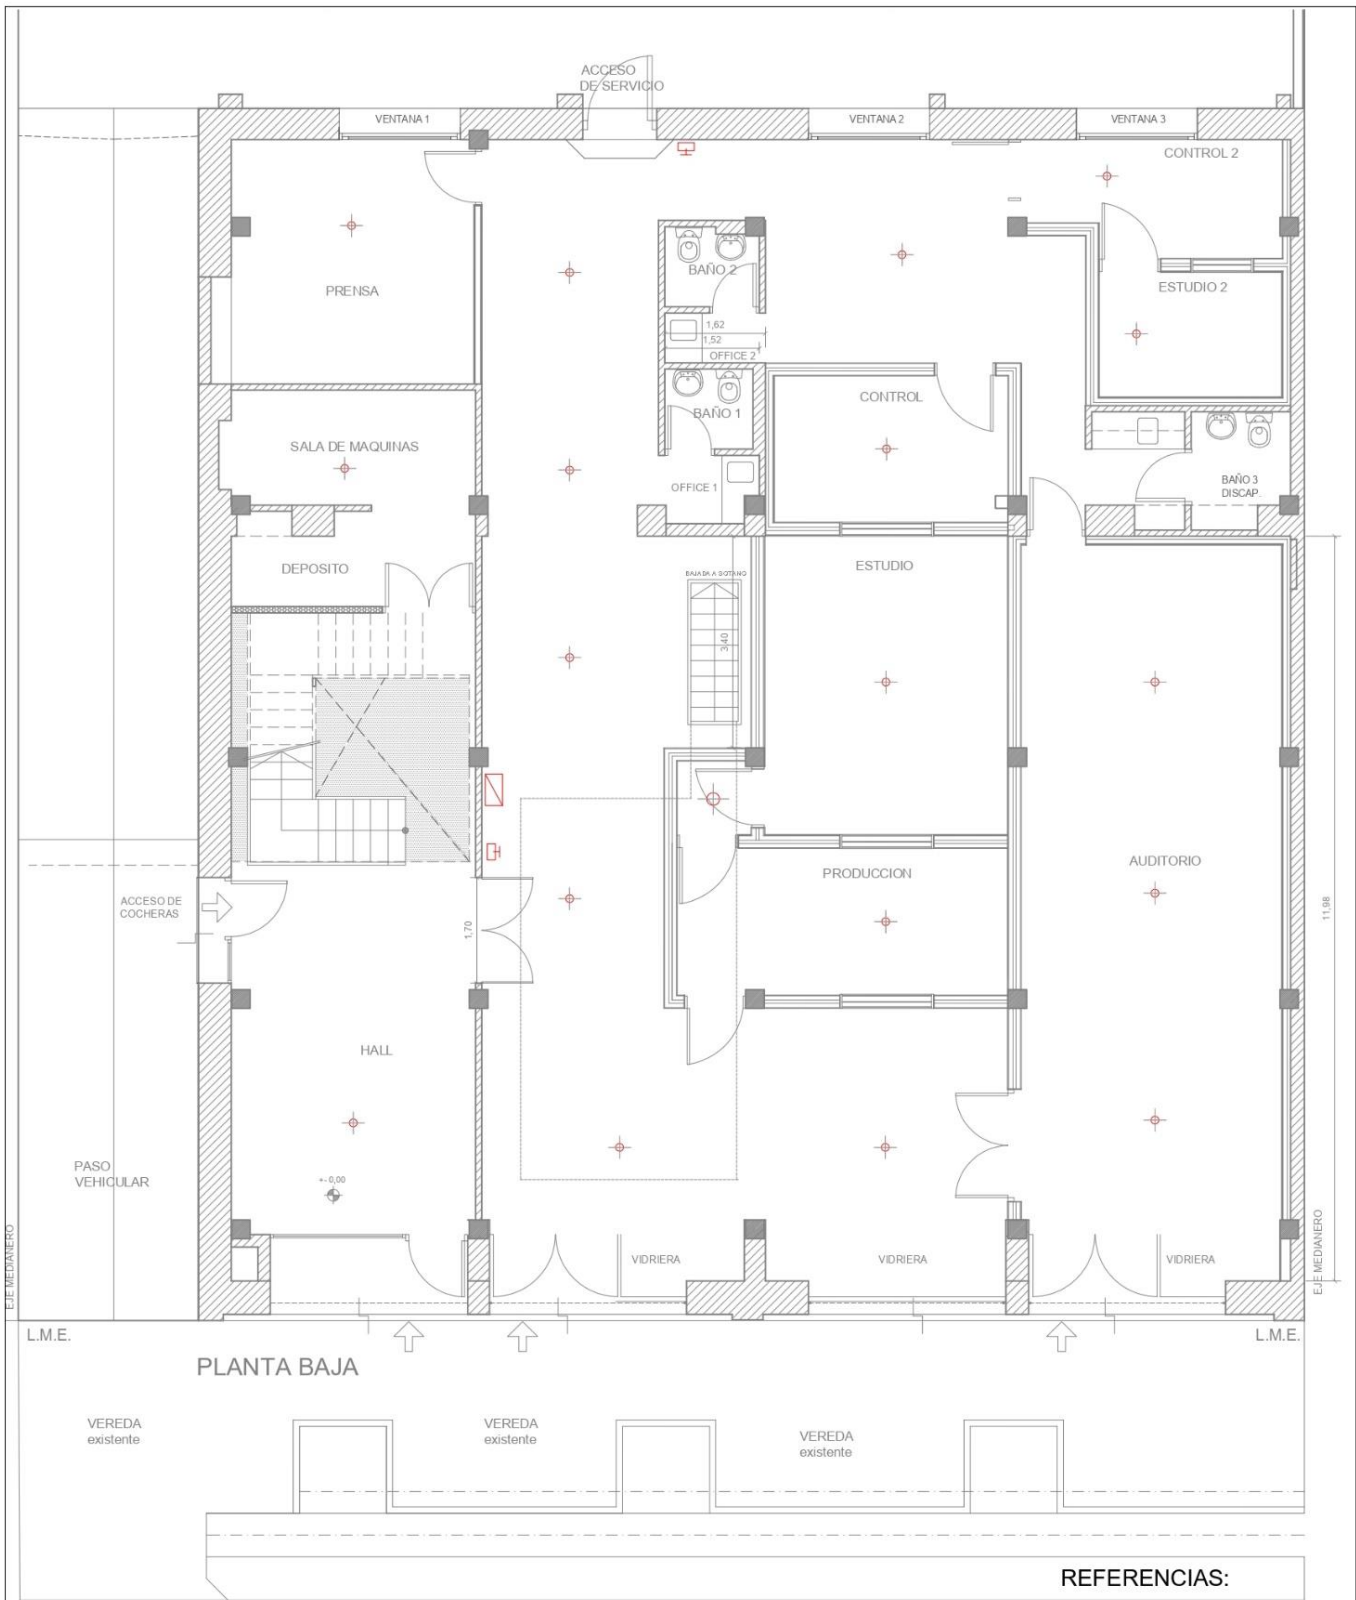 ACCESO
DE SERVICIO
VENTANA 1
VENTANA 2
VENTANA 3
CONTROL 2
PRENSA
BAÑO 2
ESTUDIO 2
1,62
1,52
OFFICE 2
CONTROL
BAÑO 1
SALA DE MAQUINAS
OFFICE 1
BAÑO 3
DISCAP.
DEPOSITO
BAJADA A SOTANO
ESTUDIO
3,40
ACCESO DE
COCHERAS
1,70
PRODUCCION
AUDITORIO
11,98
HALL
PASO
VEHICULAR
+- 0,00
EJE MEDIANERO
VIDRIERA
VIDRIERA
VIDRIERA
EJE MEDIANERO
L.M.E.
L.M.E.
PLANTA BAJA
VEREDA
existente
VEREDA
existente
VEREDA
existente
REFERENCIAS: